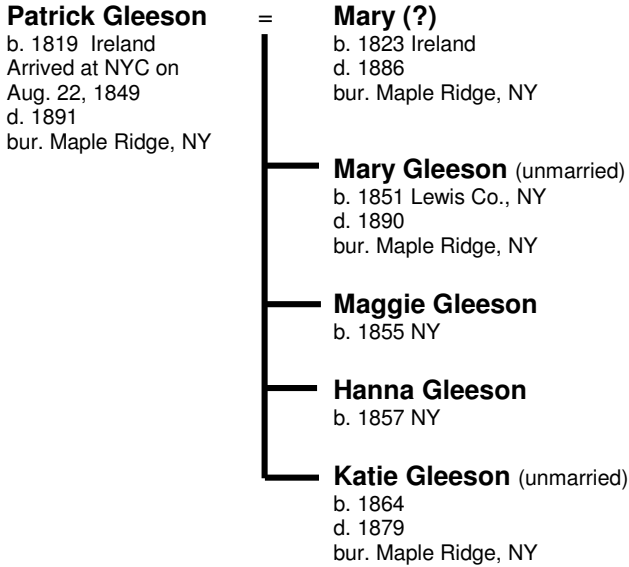 Patrick Gleeson = Mary (?)
b. 1819 Ireland
Arrived at NYC on
Aug. 22, 1849
d. 1891
bur. Maple Ridge, NY
b. 1823 Ireland
d. 1886
bur. Maple Ridge, NY
Mary Gleeson (unmarried)
b. 1851 Lewis Co., NY
d. 1890
bur. Maple Ridge, NY
Maggie Gleeson
b. 1855 NY
Hanna Gleeson
b. 1857 NY
Katie Gleeson (unmarried)
b. 1864
d. 1879
bur. Maple Ridge, NY